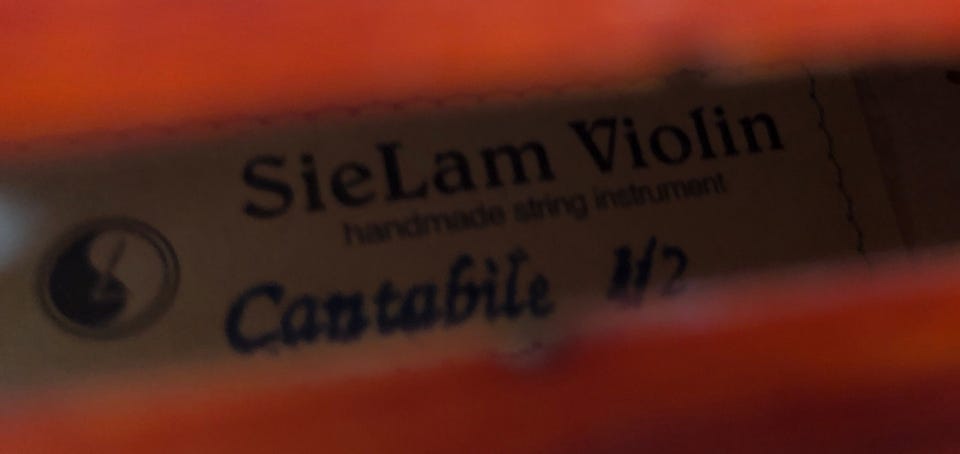 SieLam Violin
handmade string instrument
Cantabile 1/2